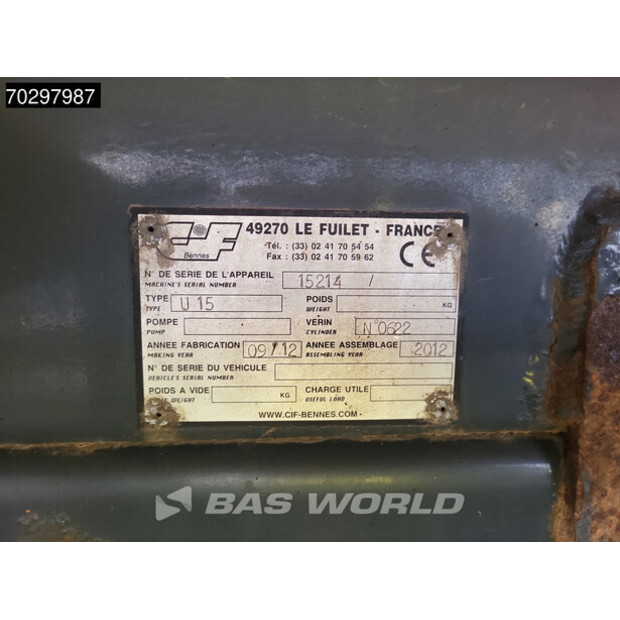 70297987
CIF 49270 LE FUILET - FRANCE
Bennes
Tél. : (33) 02 41 70 54 54
Fax : (33) 02 41 70 59 62
CE
N° DE SERIE DE L'APPAREIL 15214 /
MACHINE'S SERIAL NUMBER
TYPE U 15 POIDS KG
TYPE WEIGHT
POMPE VERIN N°0622
PUMP CYLINDER
ANNEE FABRICATION 09/12 ANNEE ASSEMBLAGE 2012
MAKING YEAR ASSEMBLING YEAR
N° DE SERIE DU VEHICULE
VEHICLE'S SERIAL NUMBER
POIDS A VIDE KG CHARGE UTILE KG
WEIGHT USEFUL LOAD
WWW.CIF-BENNES.COM
BAS WORLD